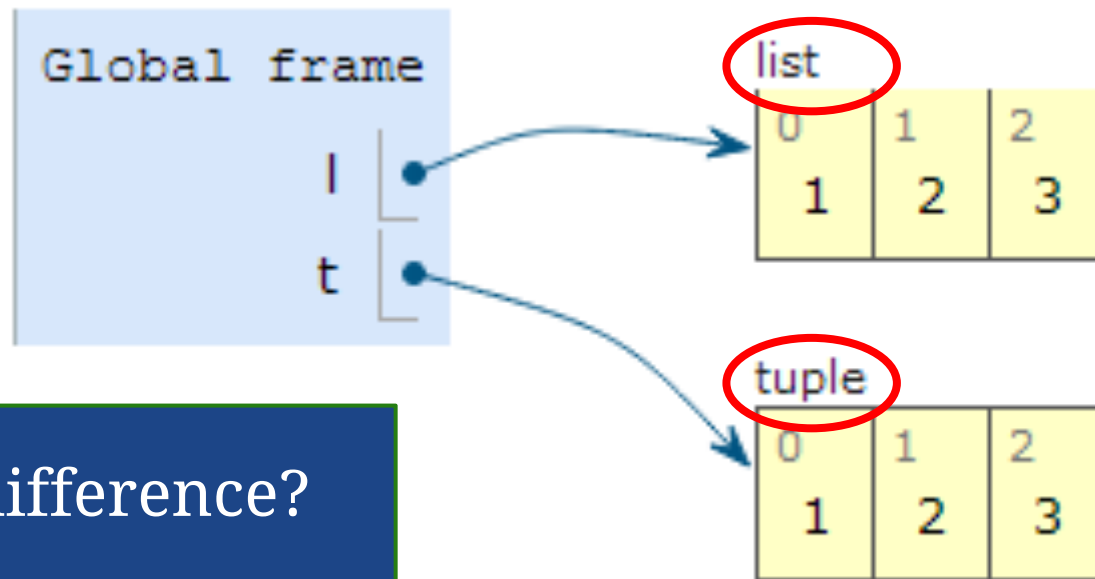 Global frame
l
t
list
0 1 2
1 2 3
tuple
0 1 2
1 2 3
ifference?